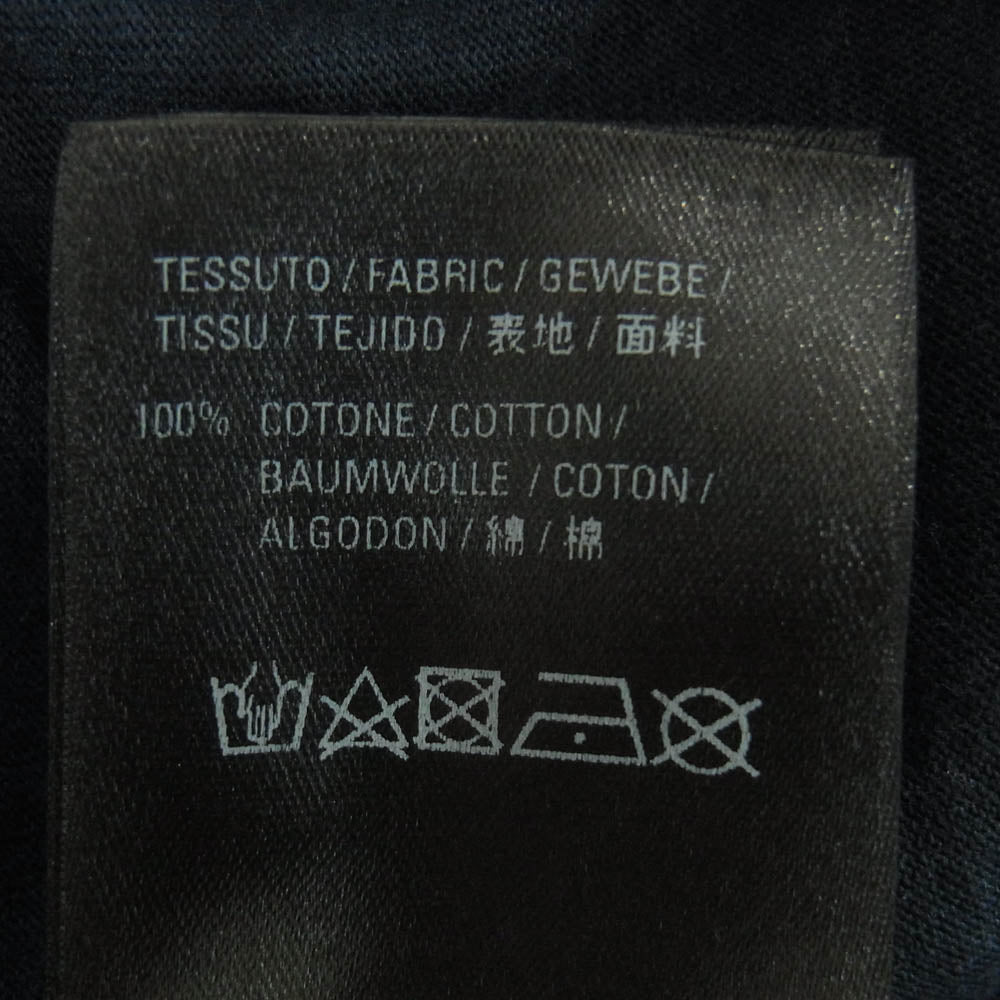 TESSUTO / FABRIC / GEWEBE /
TISSU / TEJIDO / 表地 / 面料
100% COTONE / COTTON /
BAUMWOLLE / COTON /
ALGODON / 綿 / 棉